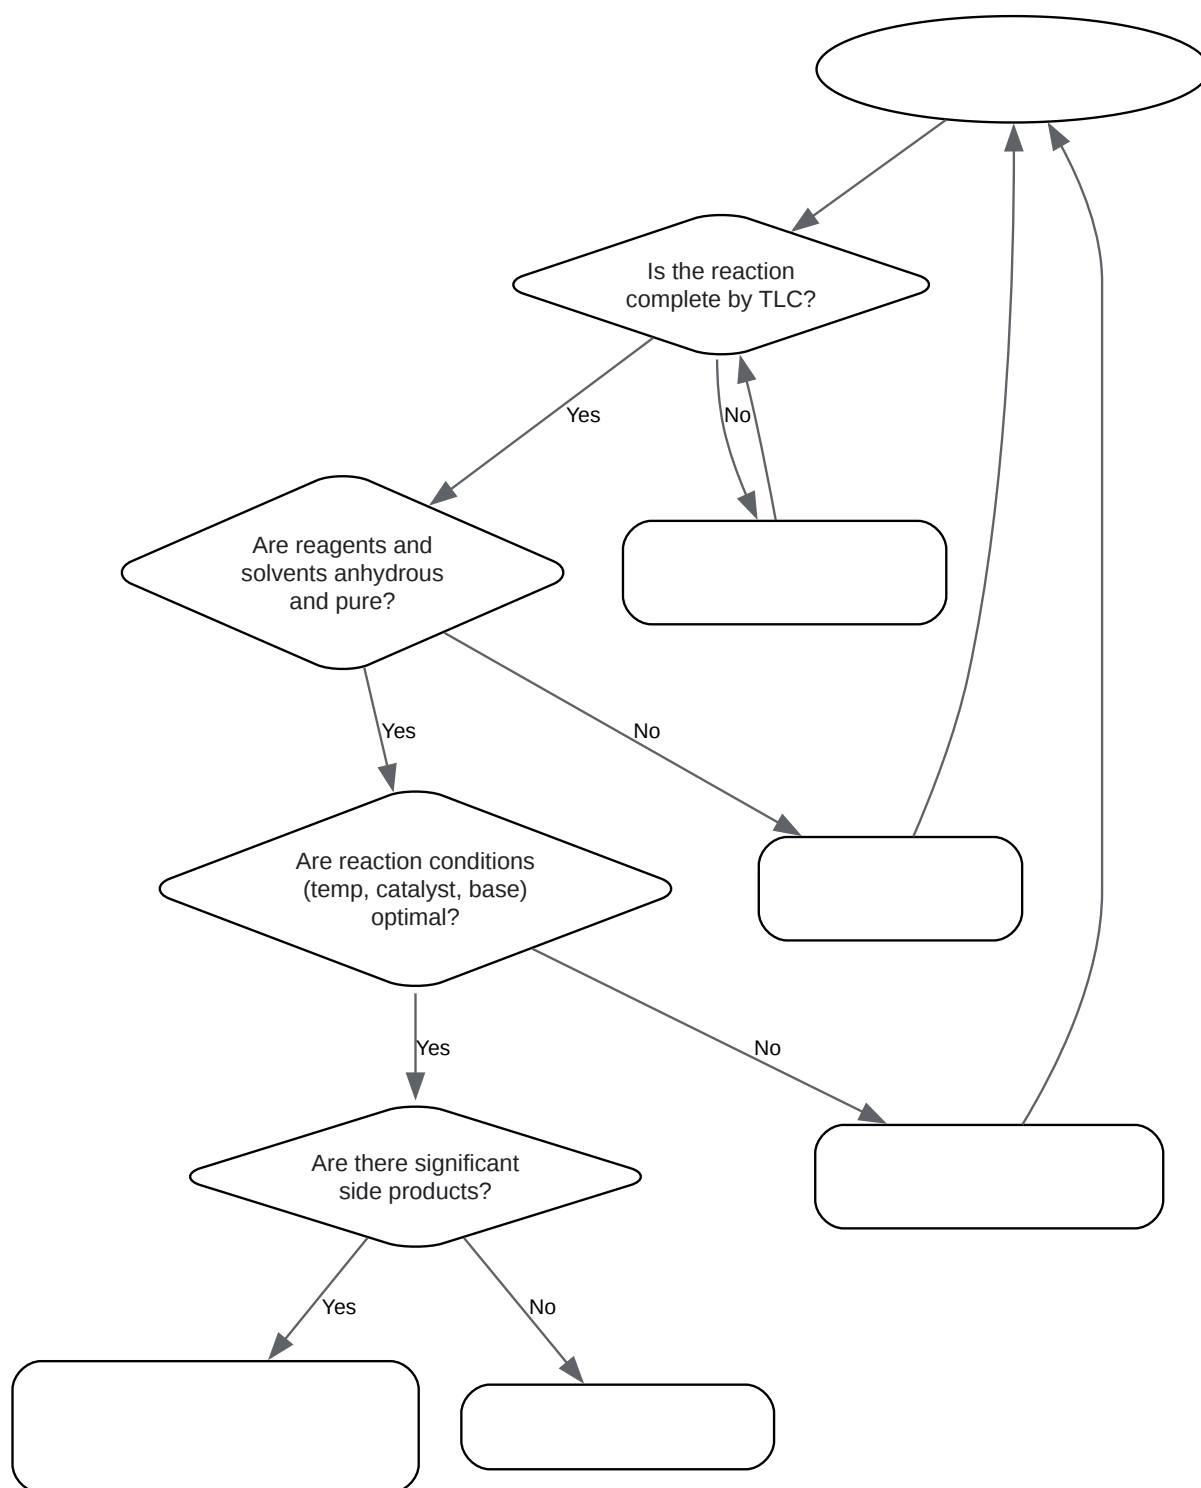 Is the reaction
complete by TLC?
Yes
No
Are reagents and
solvents anhydrous
and pure?
Yes
No
Are reaction conditions
(temp, catalyst, base)
optimal?
Yes
No
Are there significant
side products?
Yes
No